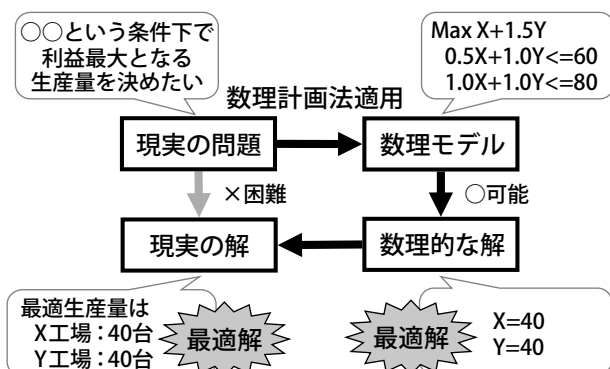 ○○という条件下で
利益最大となる
生産量を決めたい
Max X+1.5Y
0.5X+1.0Y<=60
1.0X+1.0Y<=80
数理計画法適用
現実の問題
数理モデル
×困難
○可能
現実の解
数理的な解
最適生産量は
X工場：40台
Y工場：40台
最適解
最適解
X=40
Y=40